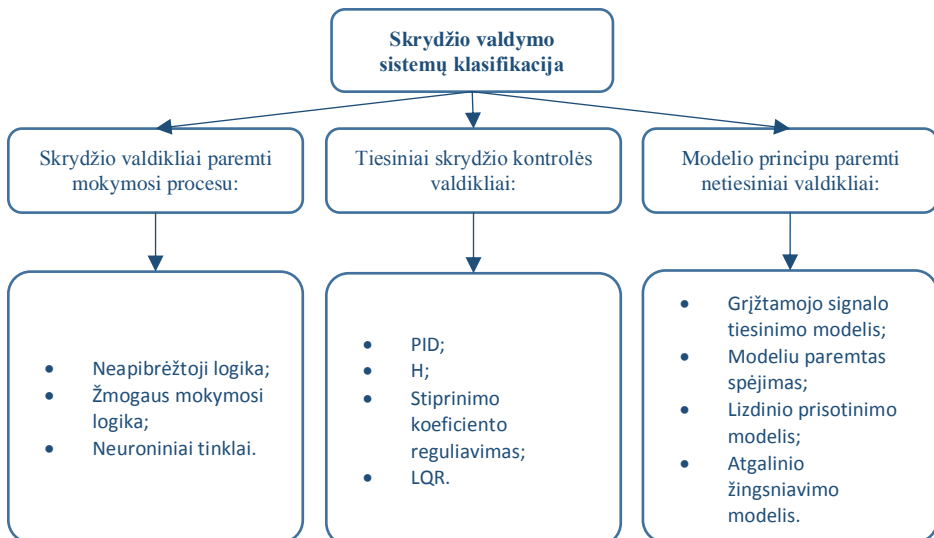 Skrydžio valdymo
sistemų klasifikacija
Skrydžio valdikliai paremti
mokymosi procesu:
Tiesiniai skrydžio kontrolės
valdikliai:
Modelio principu paremti
netiesiniai valdikliai:
• Neapibrėžtoji logika;
• Žmogaus mokymosi
logika;
• Neuroniniai tinklai.
• PID;
• H;
• Stiprinimo
koeficiento
reguliavimas;
• LQR.
• Grįžtamojo signalo
tiesinimo modelis;
• Modeliu paremtas
spėjimas;
• Lizdinio prisotinimo
modelis;
• Atgalinio
žingsniavimo
modelis.